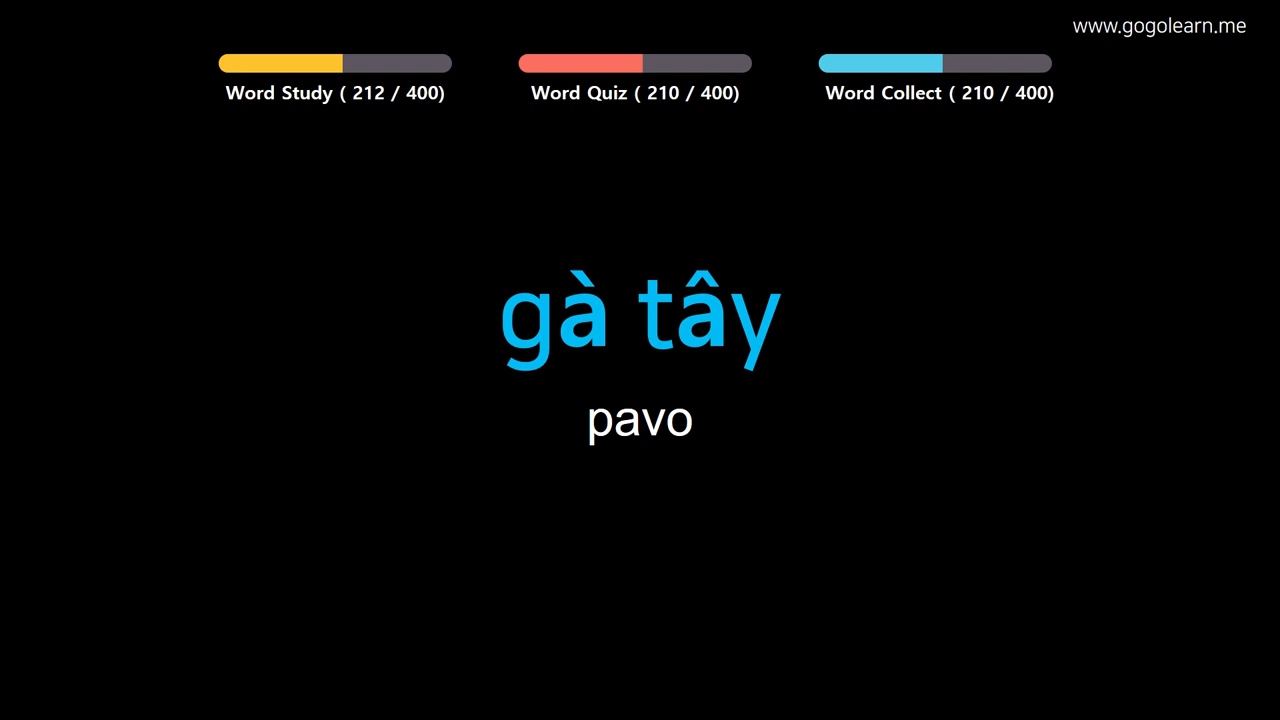 www.gogolearn.me
Word Study ( 212 / 400)
Word Quiz ( 210 / 400)
Word Collect ( 210 / 400)
gà tây
pavo